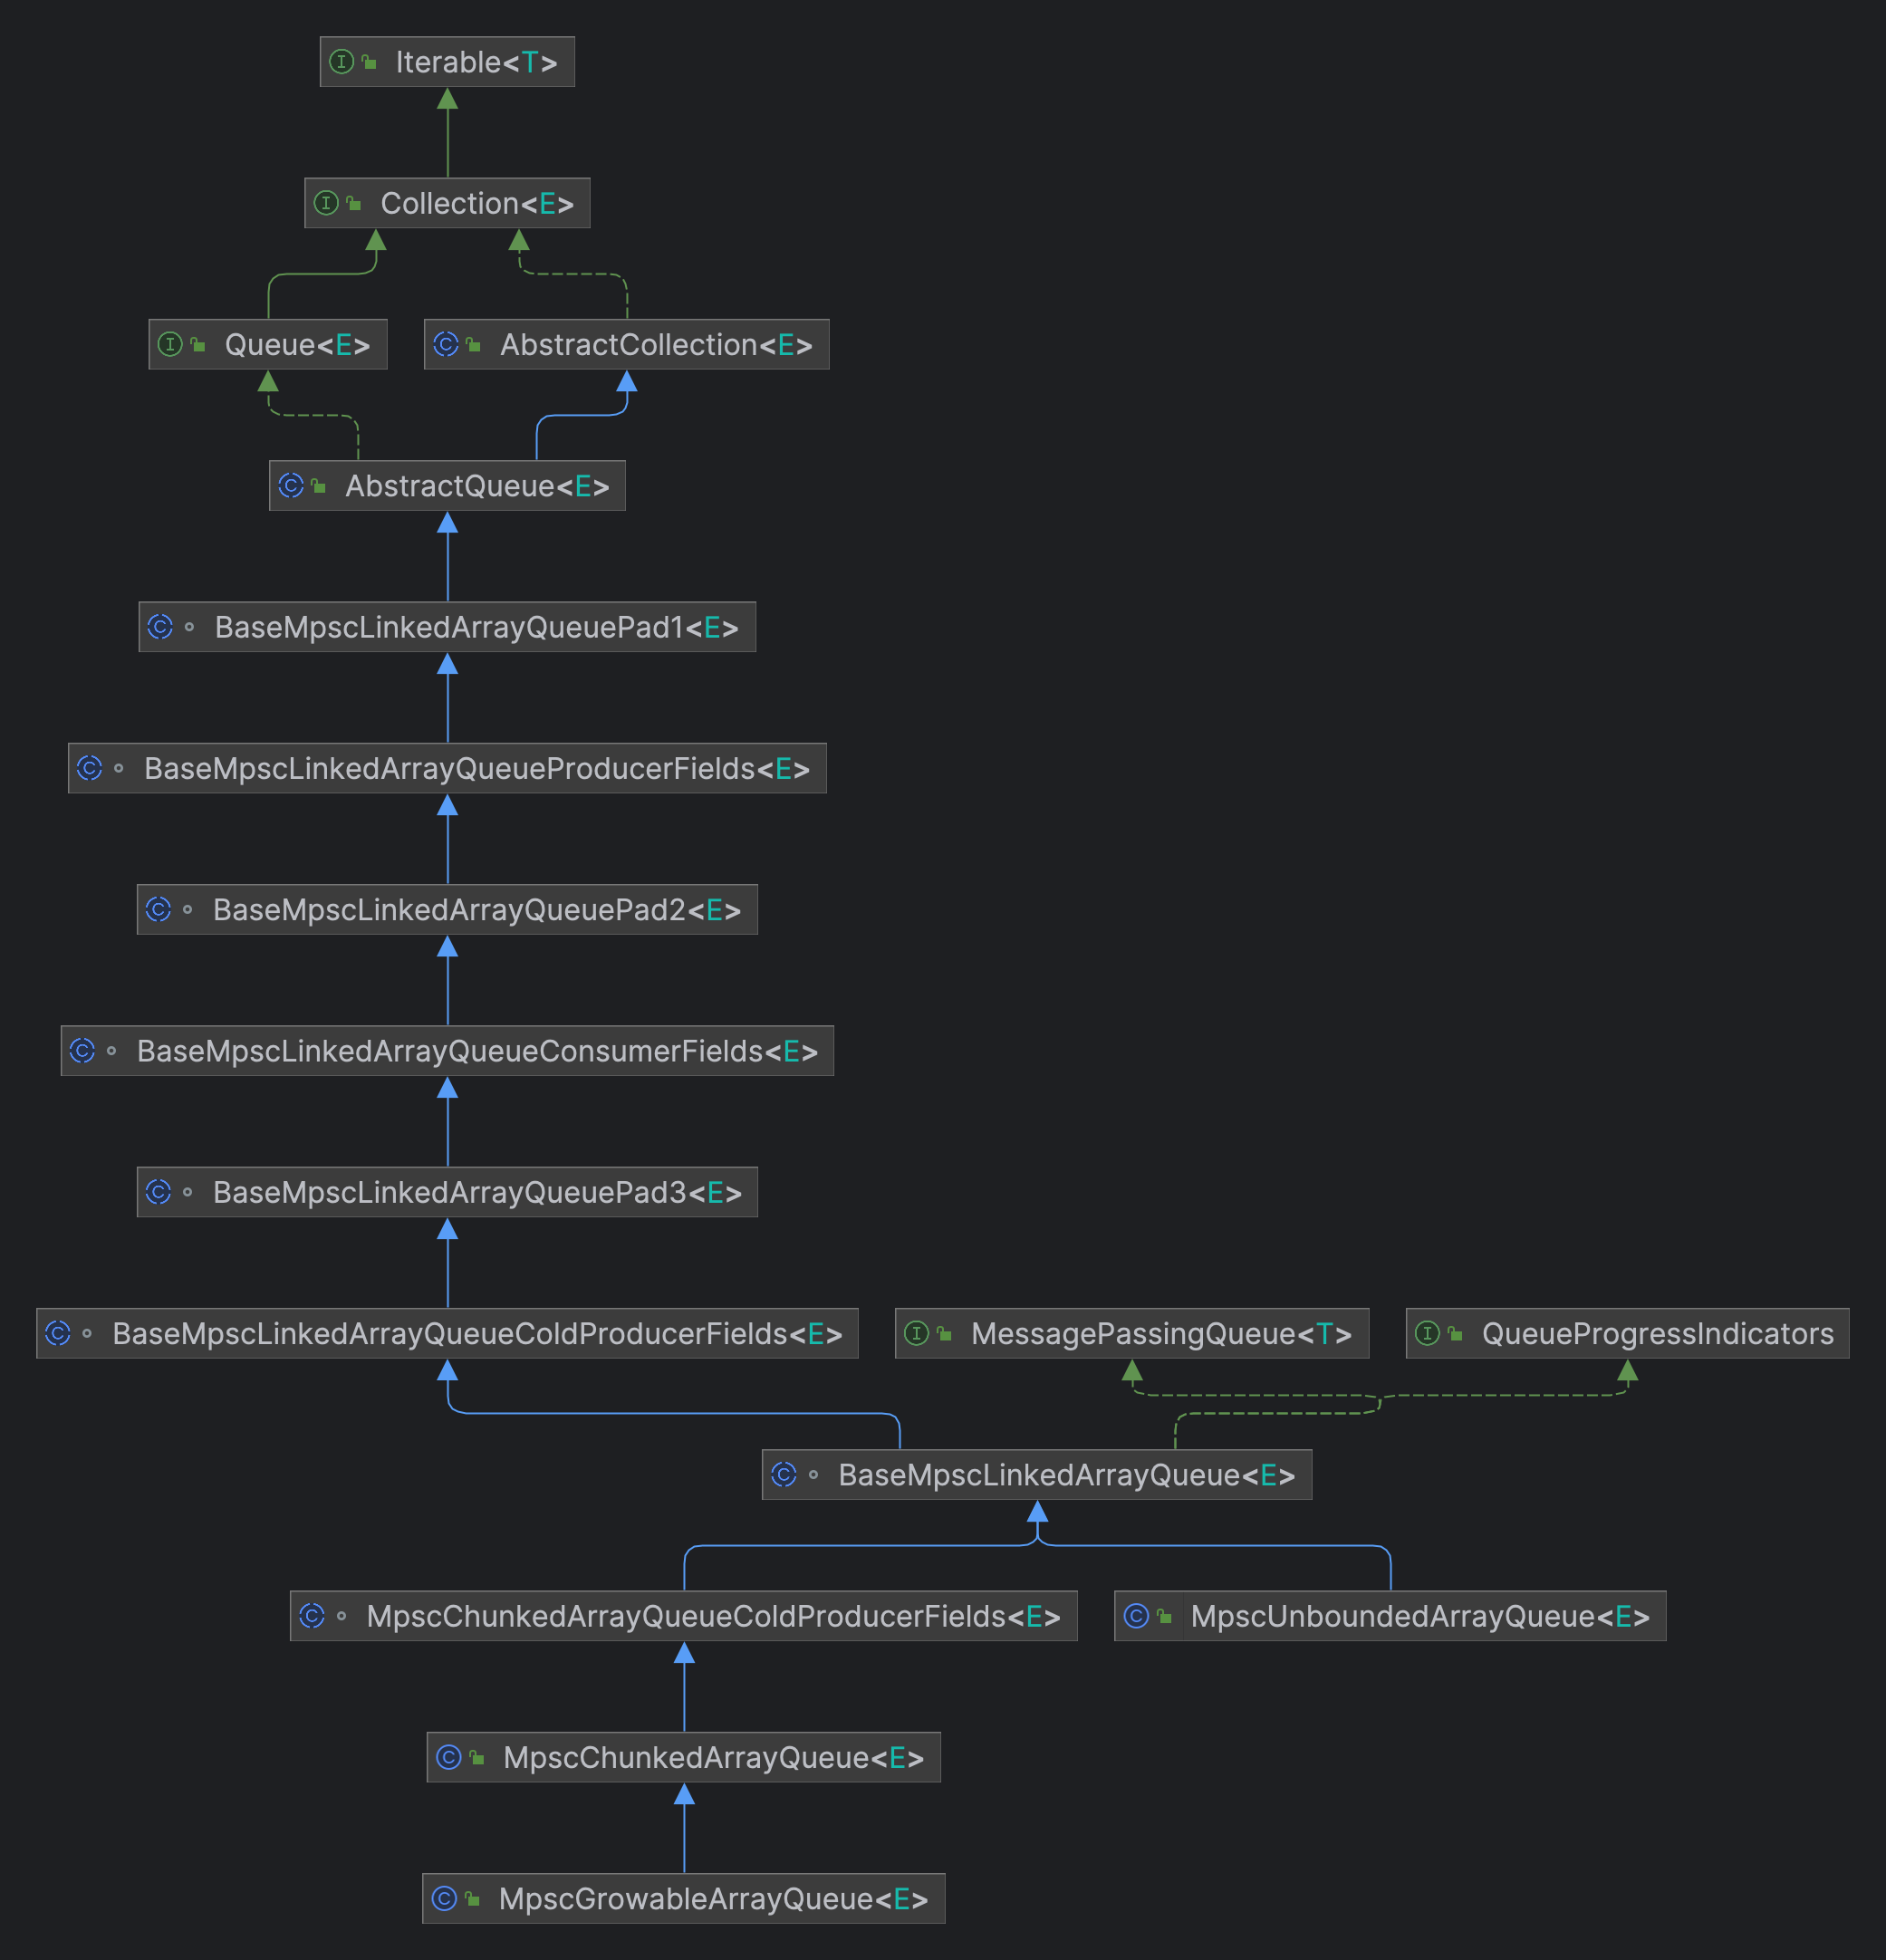 Iterable<T>
Collection<E>
Queue<E>
AbstractCollection<E>
AbstractQueue<E>
BaseMpscLinkedArrayQueuePad1<E>
BaseMpscLinkedArrayQueueProducerFields<E>
BaseMpscLinkedArrayQueuePad2<E>
BaseMpscLinkedArrayQueueConsumerFields<E>
BaseMpscLinkedArrayQueuePad3<E>
BaseMpscLinkedArrayQueueColdProducerFields<E>
MessagePassingQueue<T>
QueueProgressIndicators
BaseMpscLinkedArrayQueue<E>
MpscChunkedArrayQueueColdProducerFields<E>
MpscUnboundedArrayQueue<E>
MpscChunkedArrayQueue<E>
MpscGrowableArrayQueue<E>